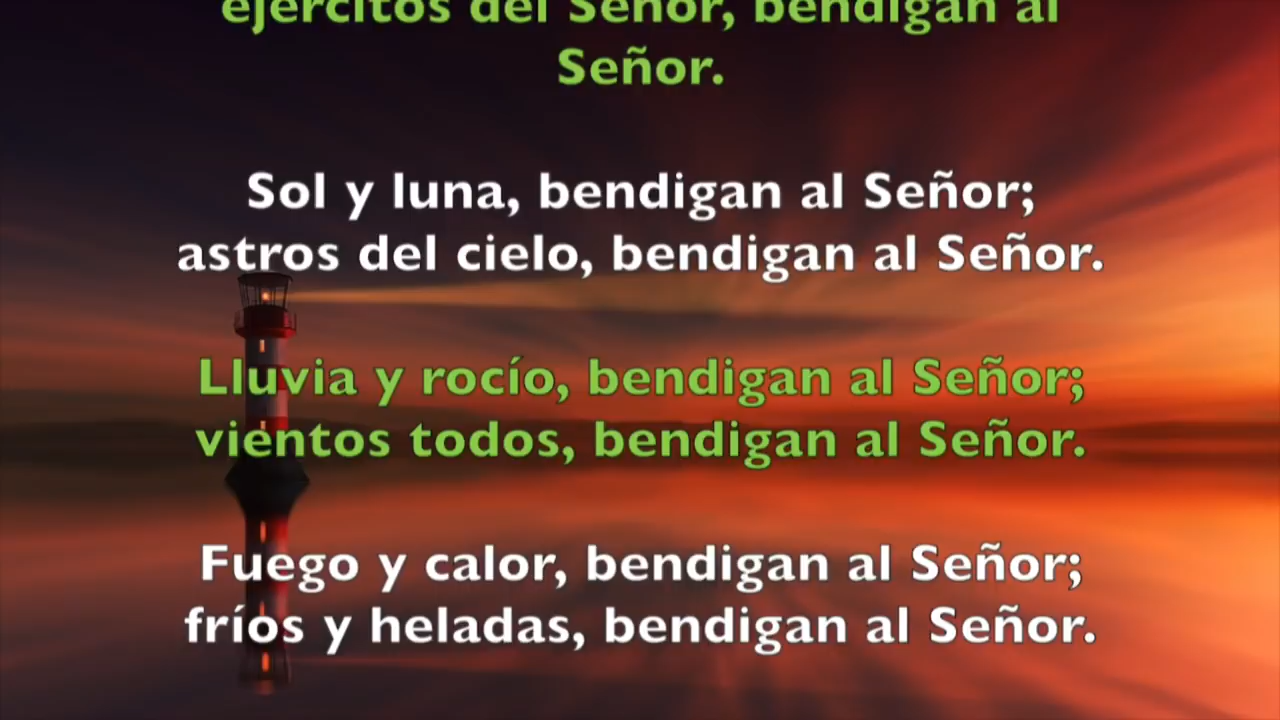 ejércitos del Señor, bendigan al
Señor.
Sol y luna, bendigan al Señor;
astros del cielo, bendigan al Señor.
Lluvia y rocío, bendigan al Señor;
vientos todos, bendigan al Señor.
Fuego y calor, bendigan al Señor;
fríos y heladas, bendigan al Señor.